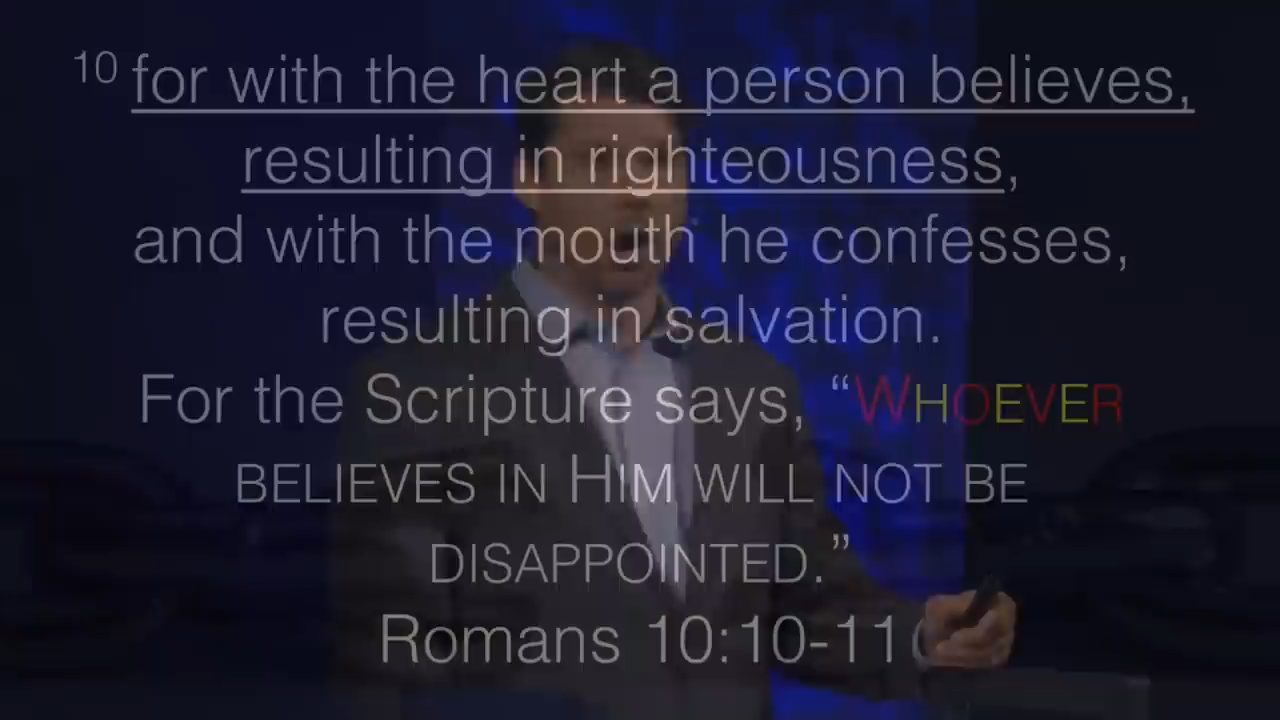 10 for with the heart a person believes,
resulting in righteousness,
and with the mouth he confesses,
resulting in salvation.
For the Scripture says, “WHOEVER
BELIEVES IN HIM WILL NOT BE
DISAPPOINTED.”
Romans 10:10-11